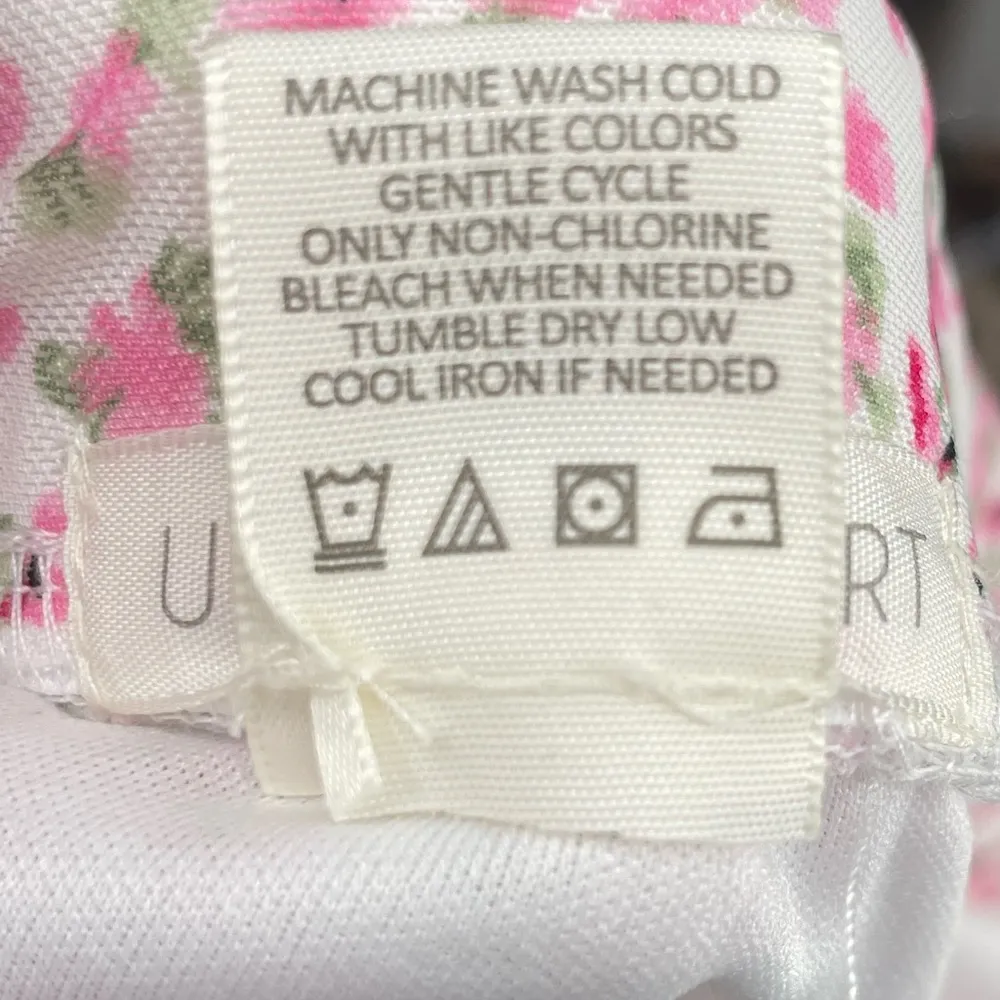 MACHINE WASH COLD
WITH LIKE COLORS
GENTLE CYCLE
ONLY NON-CHLORINE
BLEACH WHEN NEEDED
TUMBLE DRY LOW
COOL IRON IF NEEDED
U RT